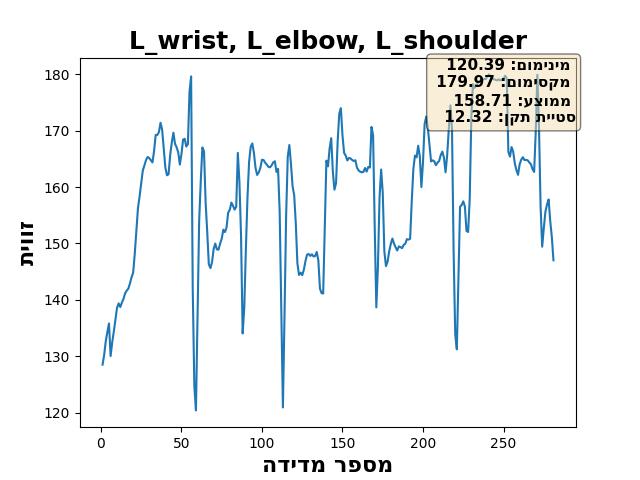 L_wrist, L_elbow, L_shoulder
מינימום: 120.39
מקסימום: 179.97
ממוצע: 158.71
סטיית תקן: 12.32
זווית
180
170
160
150
140
130
120
0 50 100 150 200 250
מספר מדידה